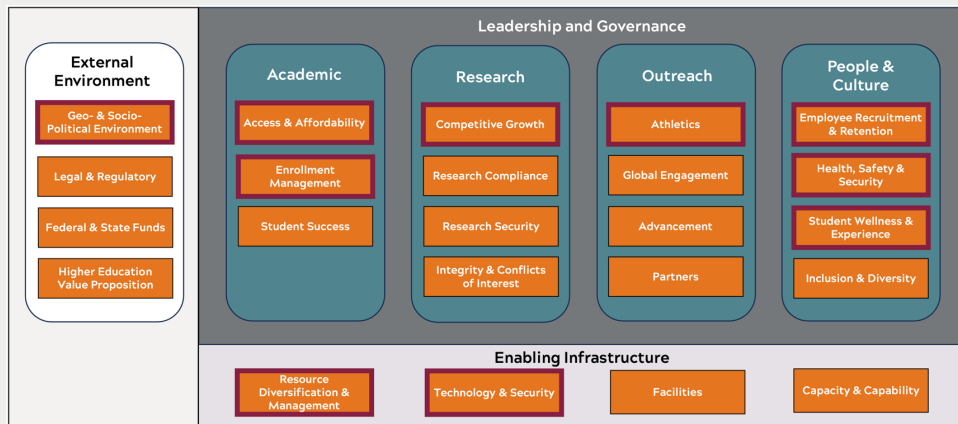 Leadership and Governance
External
Environment
Geo- & Socio-
Political Environment
Legal & Regulatory
Federal & State Funds
Higher Education
Value Proposition
Academic
Access & Affordability
Enrollment
Management
Student Success
Research
Competitive Growth
Research Compliance
Research Security
Integrity & Conflicts
of Interest
Outreach
Athletics
Global Engagement
Advancement
Partners
People &
Culture
Employee Recruitment
& Retention
Health, Safety &
Security
Student Wellness &
Experience
Inclusion & Diversity
Enabling Infrastructure
Resource
Diversification &
Management
Technology & Security
Facilities
Capacity & Capability